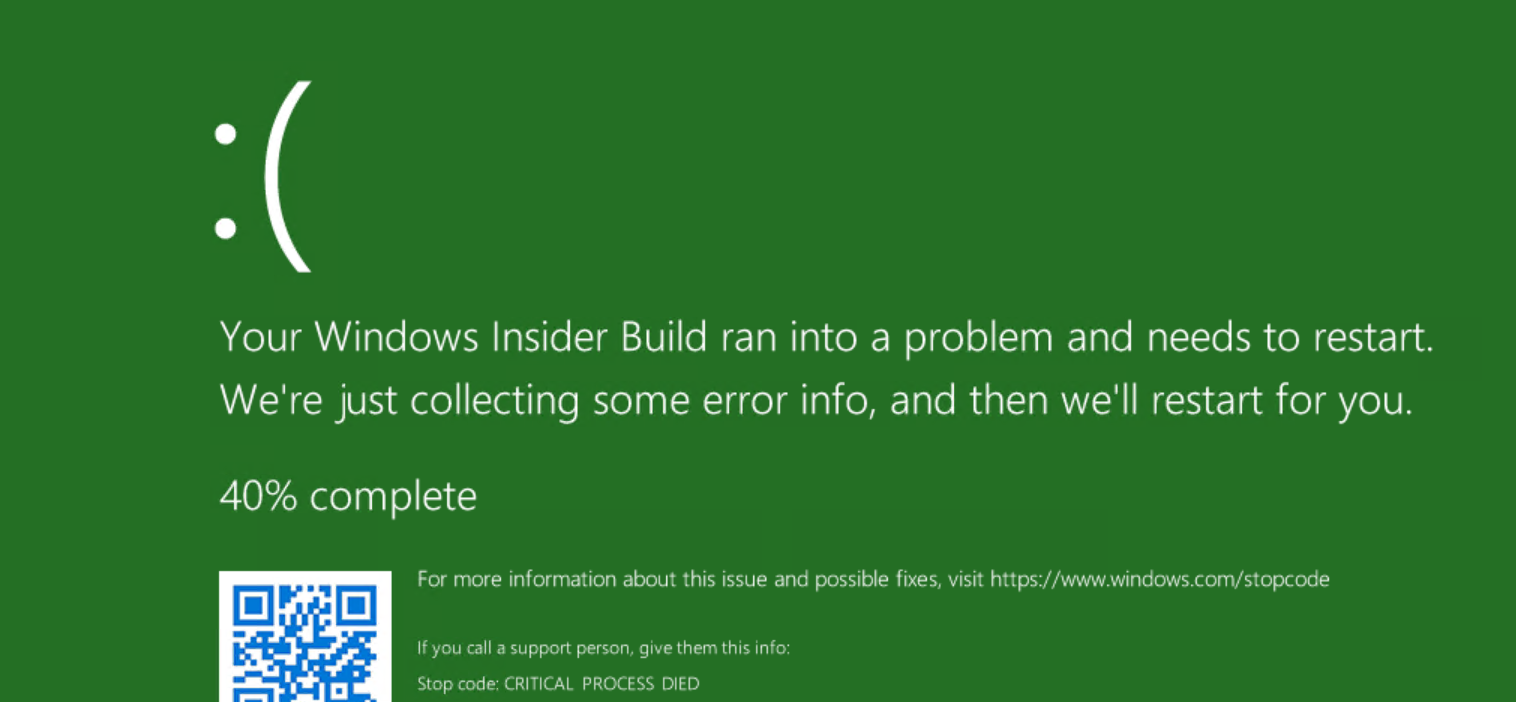 :(
Your Windows Insider Build ran into a problem and needs to restart.
We're just collecting some error info, and then we'll restart for you.
40% complete
For more information about this issue and possible fixes, visit https://www.windows.com/stopcode
If you call a support person, give them this info:
Stop code: CRITICAL PROCESS DIED